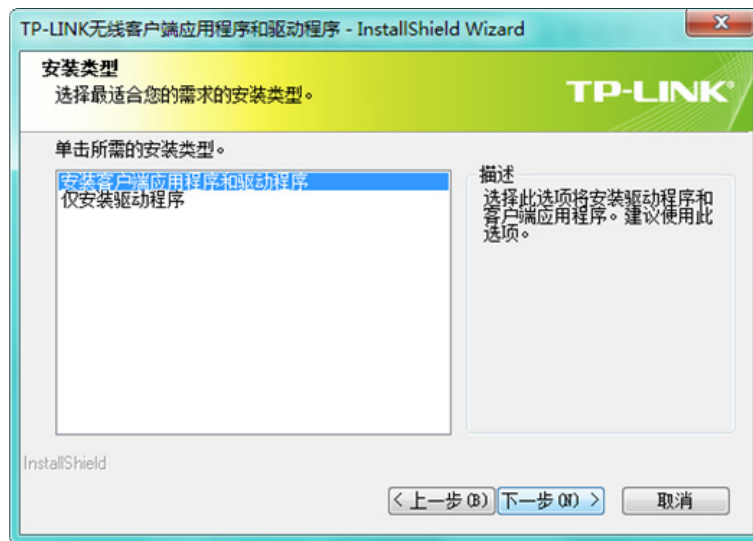 TP-LINK无线客户端应用程序和驱动程序 - InstallShield Wizard
安装类型
选择最适合您的需求的安装类型。
TP-LINK
单击所需的安装类型。
安装客户端应用程序和驱动程序
仅安装驱动程序
描述
选择此选项将安装驱动程序和
客户端应用程序。建议使用此
选项。
InstallShield
< 上一步(B)
下一步(N) >
取消